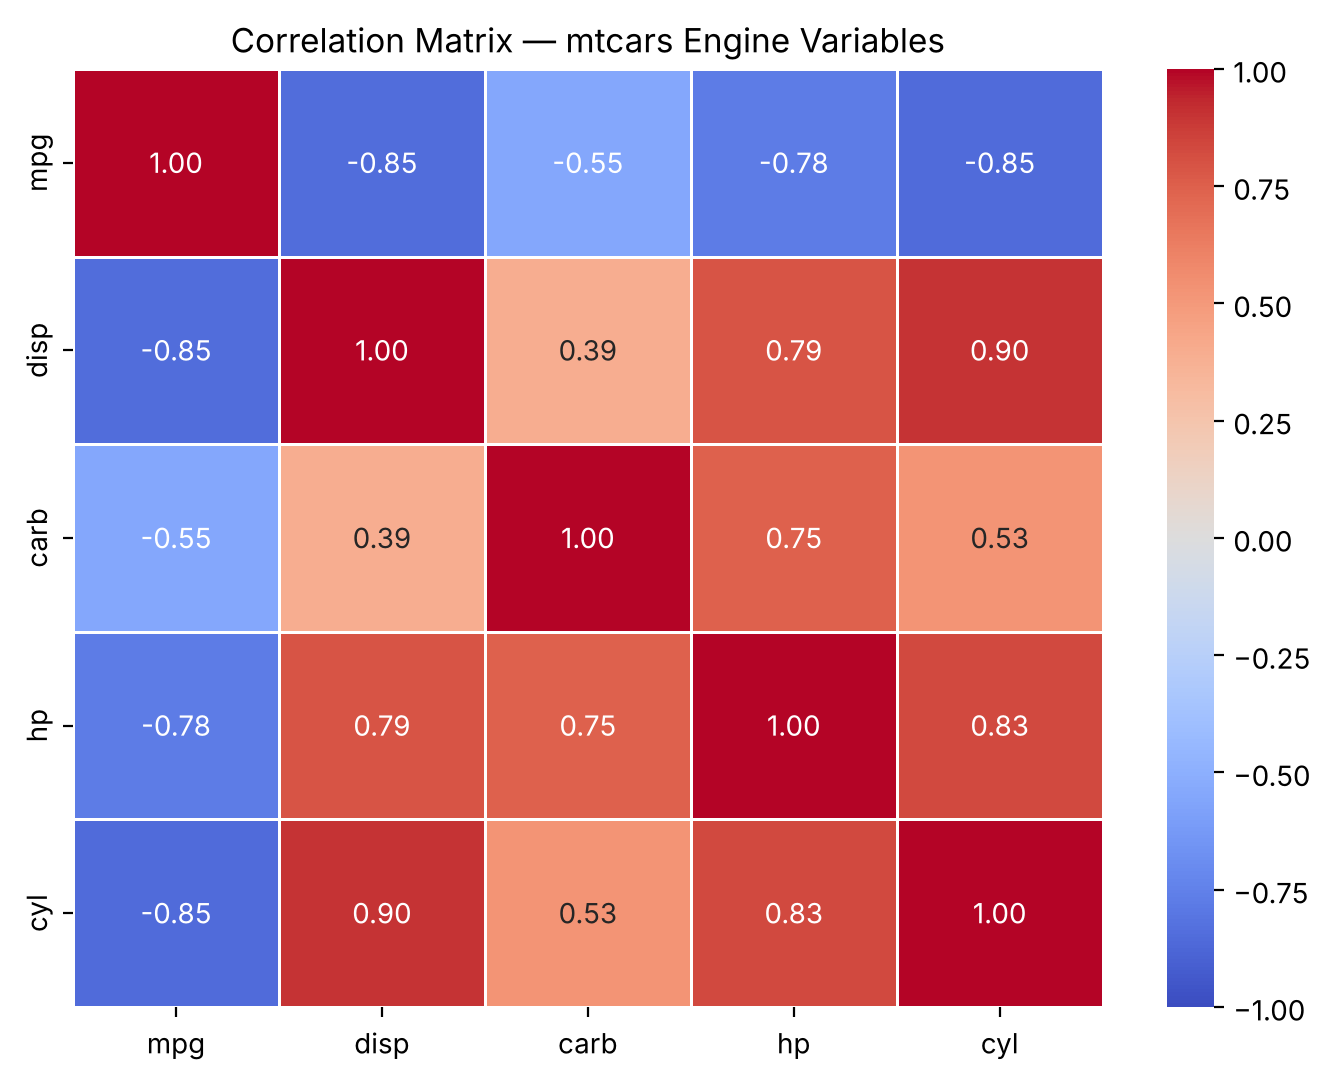 Correlation Matrix — mtcars Engine Variables
mpg 1.00 -0.85 -0.55 -0.78 -0.85
disp -0.85 1.00 0.39 0.79 0.90
carb -0.55 0.39 1.00 0.75 0.53
hp -0.78 0.79 0.75 1.00 0.83
cyl -0.85 0.90 0.53 0.83 1.00
mpg disp carb hp cyl
1.00
0.75
0.50
0.25
0.00
−0.25
−0.50
−0.75
−1.00